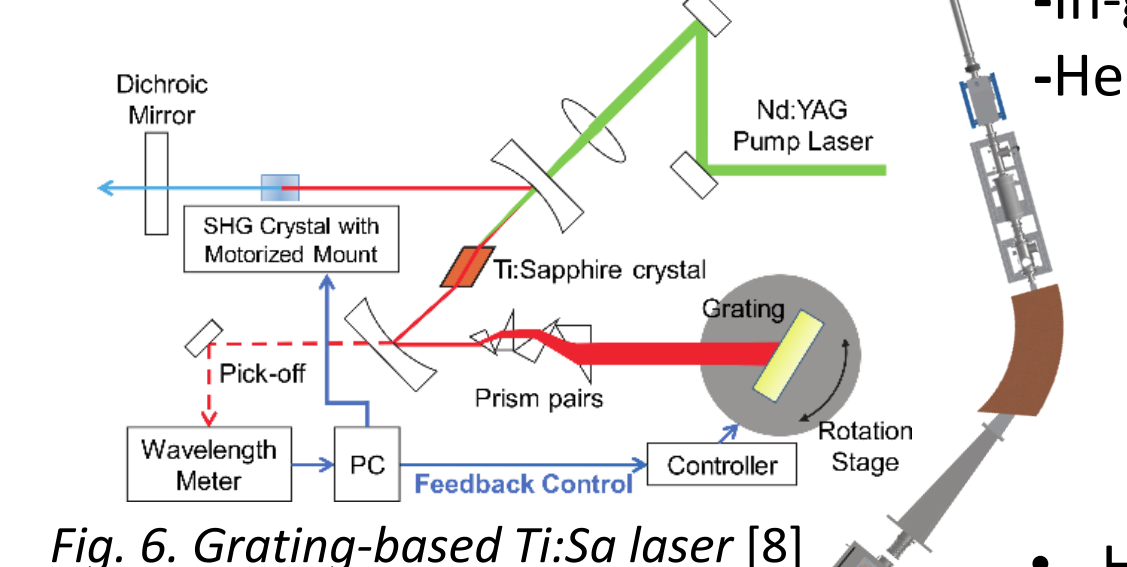 Dichroic
Mirror
Nd:YAG
Pump Laser
SHG Crystal with
Motorized Mount
Ti:Sapphire crystal
Grating
Pick-off
Prism pairs
Rotation
Stage
Wavelength
Meter
PC
Feedback Control
Controller
Fig. 6. Grating-based Ti:Sa laser [8]
-He